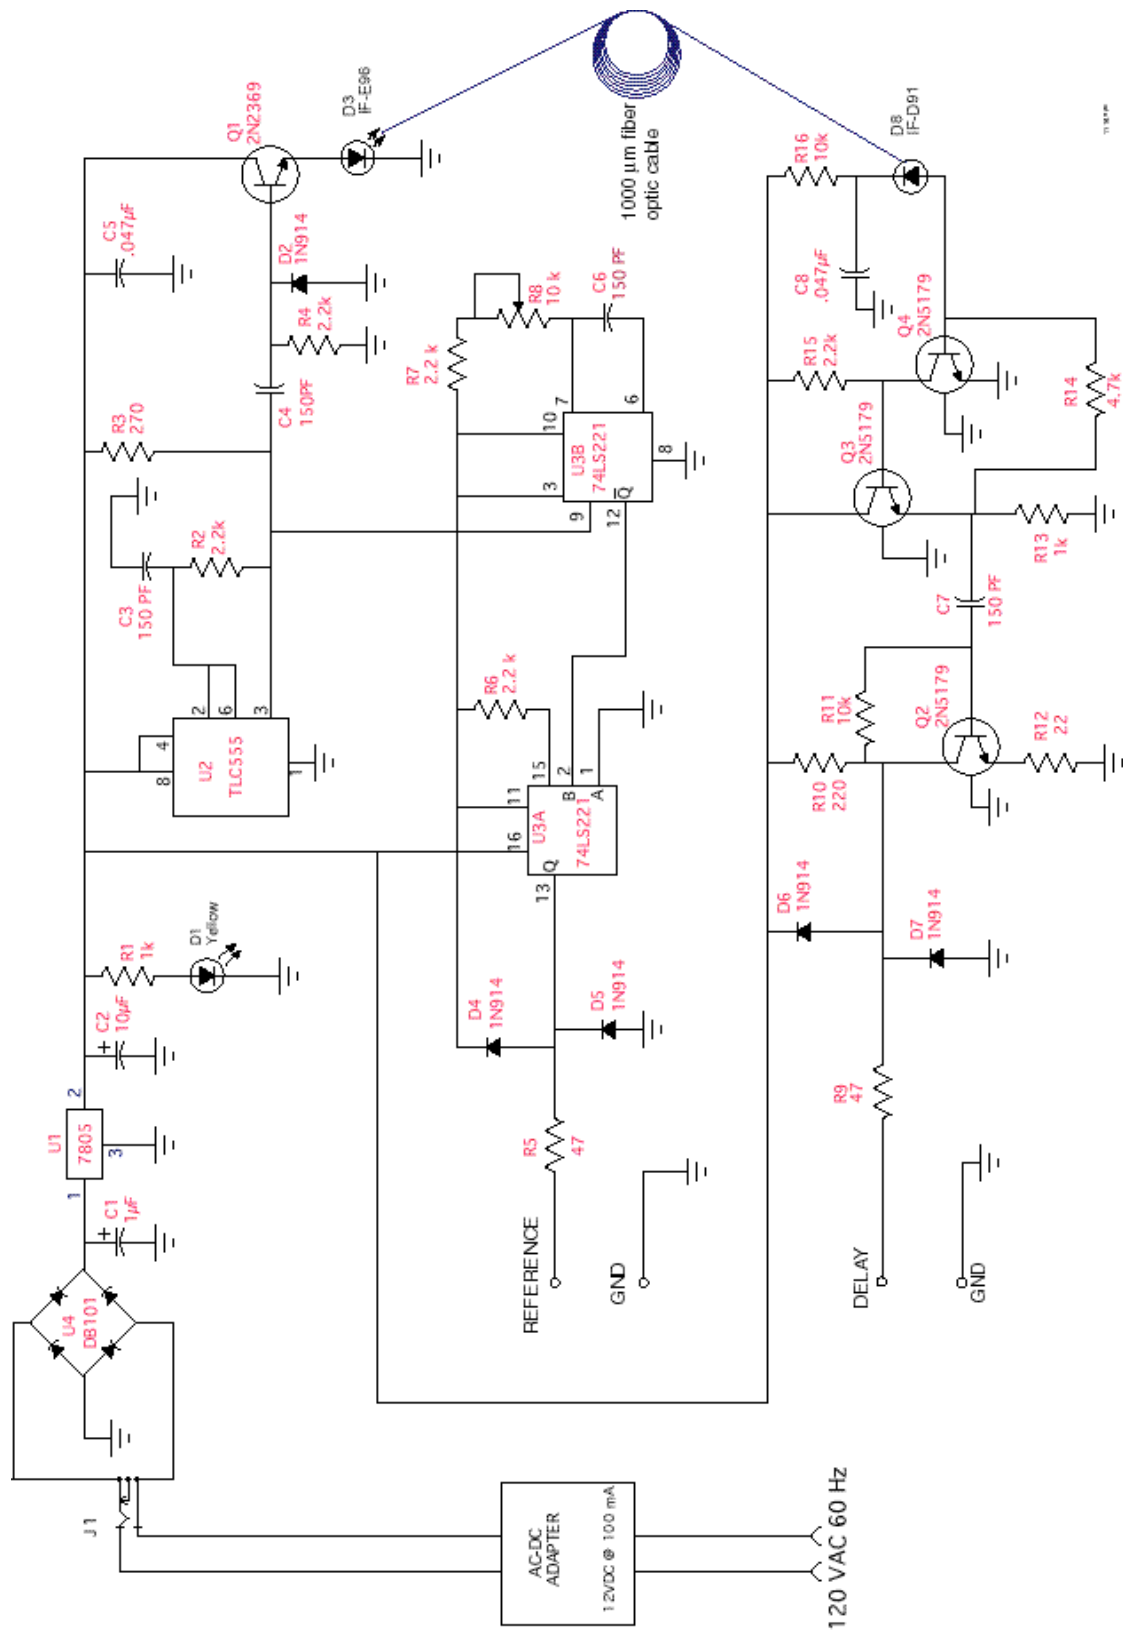 J1
AC-DC
ADAPTER
12VDC @ 100 mA
120 VAC 60 Hz
U4
DB101
+
C1
1µF
1
U1
7805
2
3
+
C2
10µF
R1
1k
D1
Yellow
U2
TLC555
8
4
2
6
3
1
C3
150 PF
R2
2.2k
R3
270
C4
150PF
R4
2.2k
D2
1N914
C5
.047µF
Q1
2N2369
D3
IF-E96
1000 µm fiber
optic cable
REFERENCE
GND
R5
47
D4
1N914
D5
1N914
13
Q
16
11
15
2
1
B
A
U3A
74LS221
R6
2.2 k
9
3
10
7
6
12
Q̅
8
U3B
74LS221
R7
2.2 k
R8
10 k
C6
150 PF
DELAY
GND
R9
47
D6
1N914
D7
1N914
R10
220
R11
10k
Q2
2N5179
R12
22
C7
150 PF
R13
1k
Q3
2N5179
R14
4.7k
R15
2.2k
Q4
2N5179
C8
.047µF
R16
10k
D8
IF-D91